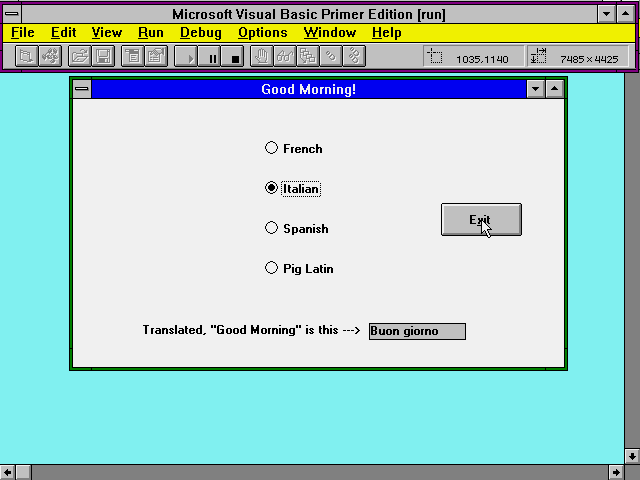 Microsoft Visual Basic Primer Edition [run]
File Edit View Run Debug Options Window Help
1035,1140 7485×4425
Good Morning!
French
Italian
Spanish
Exit
Pig Latin
Translated, "Good Morning" is this ---> Buon giorno